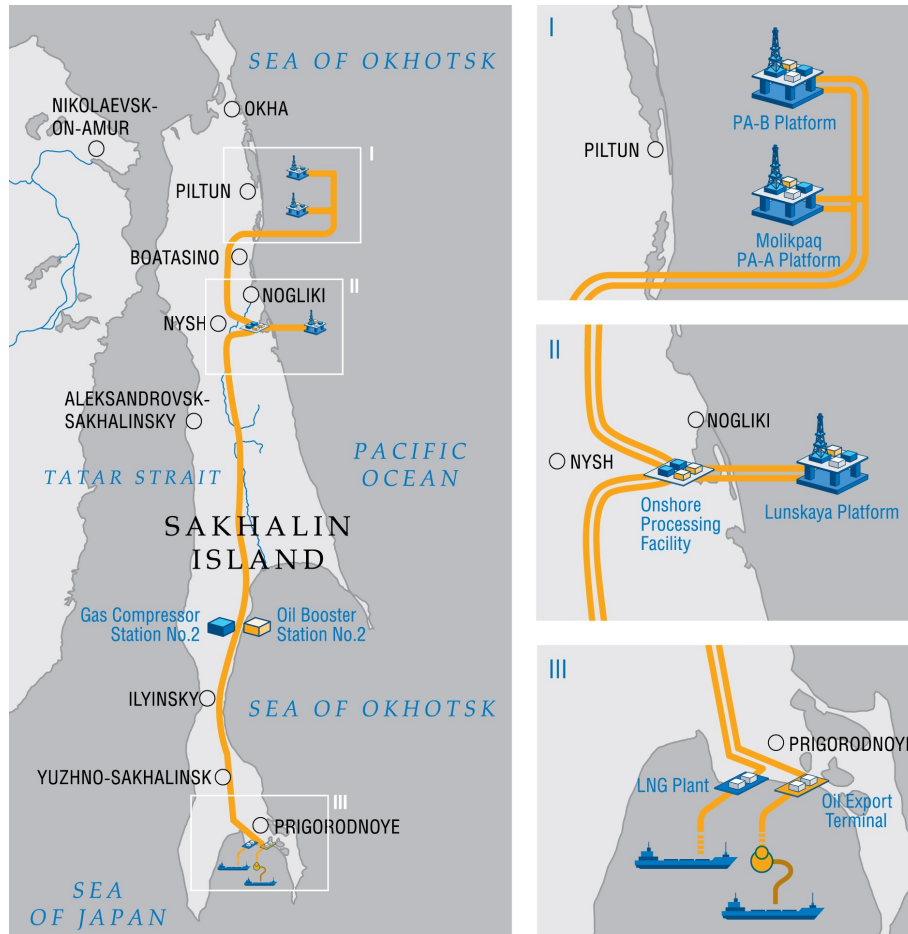 SEA OF OKHOTSK
NIKOLAEVSK-
ON-AMUR
OKHA
I
PILTUN
BOATASINO
II
NOGLIKI
NYSH
ALEKSANDROVSK-
SAKHALINSKY
PACIFIC
OCEAN
TATAR STRAIT
SAKHALIN
ISLAND
Gas Compressor
Station No.2
Oil Booster
Station No.2
ILYINSKY
SEA OF OKHOTSK
YUZHNO-SAKHALINSK
III
PRIGORODNOYE
SEA
OF JAPAN
I
PA-B Platform
PILTUN
Molikpaq
PA-A Platform
II
NOGLIKI
NYSH
Onshore
Processing
Facility
Lunskaya Platform
III
PRIGORODNOYE
LNG Plant
Oil Export
Terminal